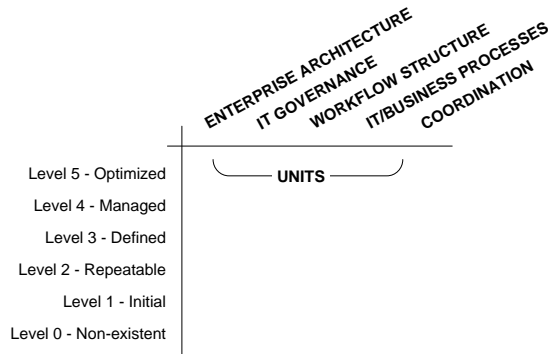 ENTERPRISE ARCHITECTURE
IT GOVERNANCE
WORKFLOW STRUCTURE
IT/BUSINESS PROCESSES
COORDINATION
UNITS
Level 5 - Optimized
Level 4 - Managed
Level 3 - Defined
Level 2 - Repeatable
Level 1 - Initial
Level 0 - Non-existent